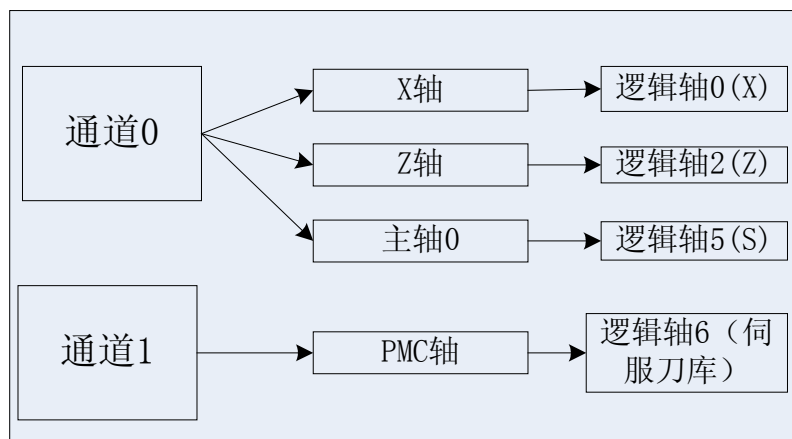 通道0
X轴
逻辑轴0(X)
Z轴
逻辑轴2(Z)
主轴0
逻辑轴5(S)
通道1
PMC轴
逻辑轴6（伺
服刀库）